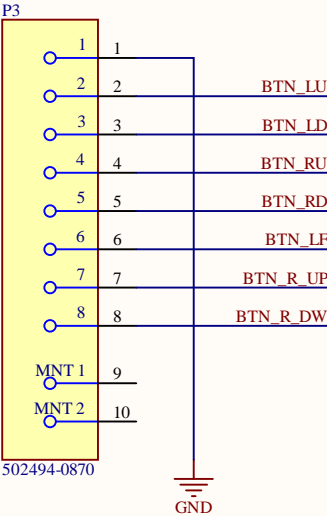 P3
1 1
2 2 BTN_LU
3 3 BTN_LD
4 4 BTN_RU
5 5 BTN_RD
6 6 BTN_LF
7 7 BTN_R_UP
8 8 BTN_R_DW
MNT 1 9
MNT 2 10
502494-0870
GND